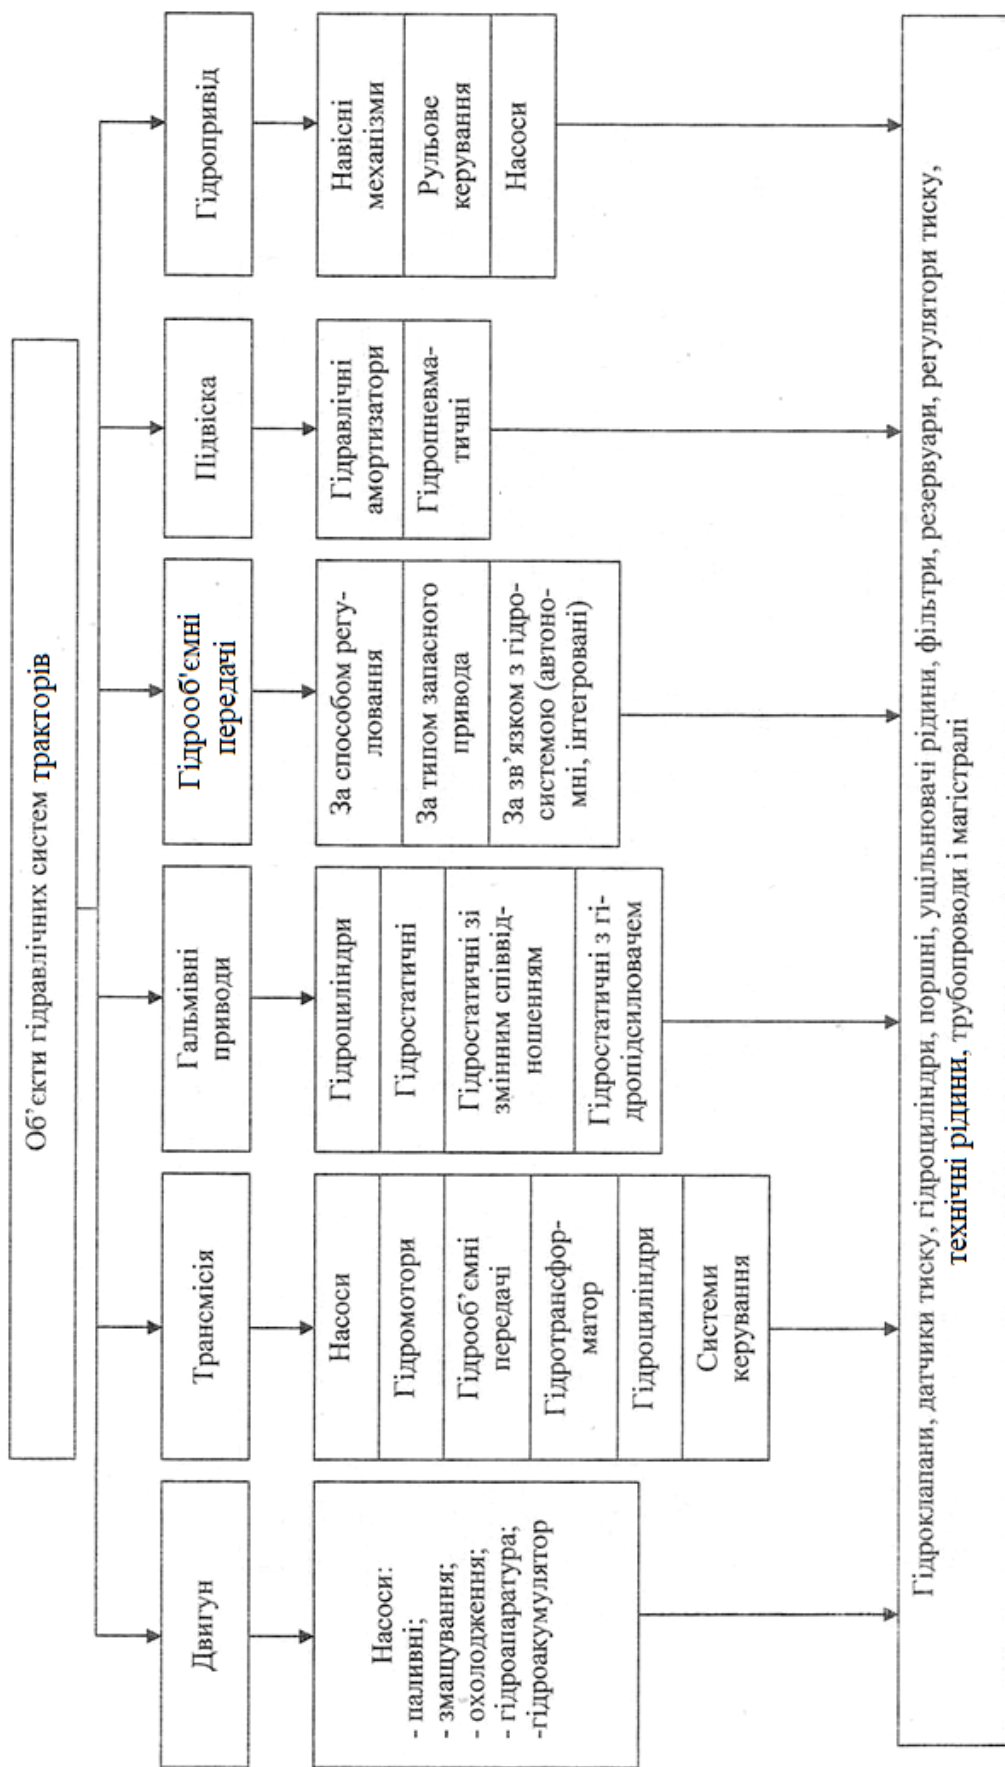 Об’єкти гідравлічних систем тракторів
Двигун
Насоси:
- паливні;
- змащування;
- охолодження;
- гідроапаратура;
-гідроакумулятор
Трансмісія
Насоси
Гідромотори
Гідрооб’ємні
передачі
Гідротрансфор-
матор
Гідроциліндри
Системи
керування
Гальмівні
приводи
Гідроциліндри
Гідростатичні
Гідростатичні зі
змінним співвід-
ношенням
Гідростатичні з гі-
дропідсилювачем
Гідрооб'ємні
передачі
За способом регу-
лювання
За типом запасного
привода
За зв’язком з гідро-
системою (автоно-
мні, інтегровані)
Підвіска
Гідравлічні
амортизатори
Гідропневма-
тичні
Гідропривід
Навісні
механізми
Рульове
керування
Насоси
Гідроклапани, датчики тиску, гідроциліндри, поршні, ущільнювачі рідини, фільтри, резервуари, регулятори тиску,
технічні рідини, трубопроводи і магістралі